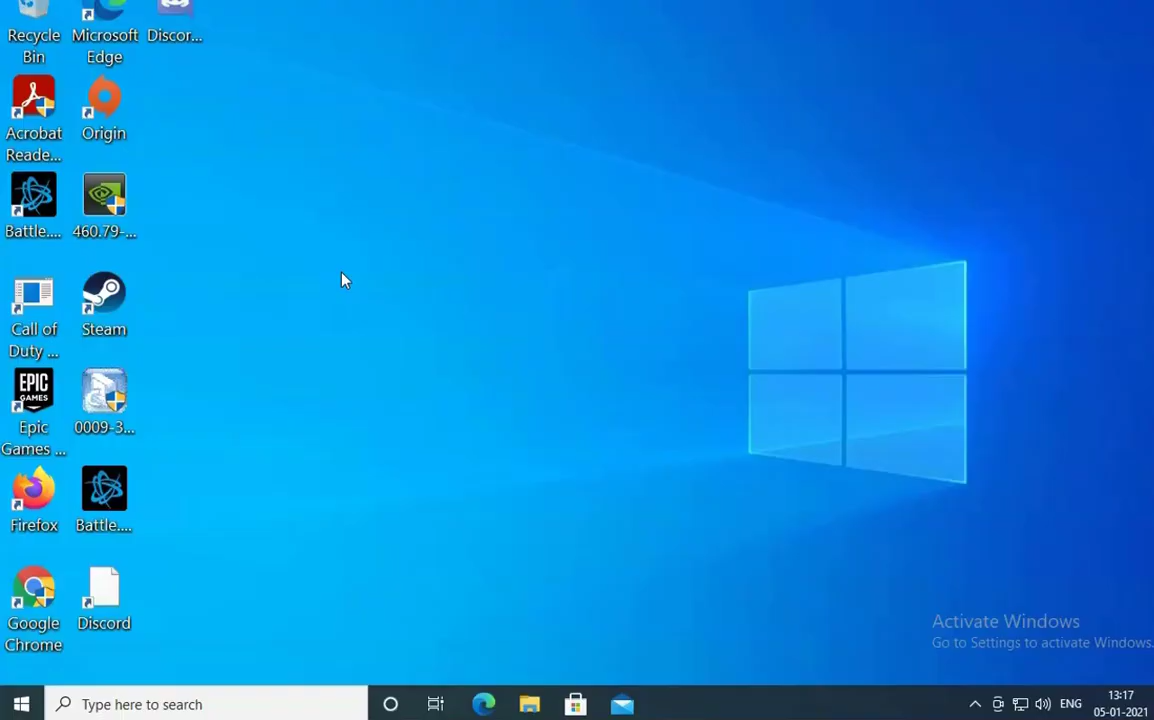 Recycle
Bin
Microsoft
Edge
Discor...
Acrobat
Reade...
Origin
Battle....
460.79-...
Call of
Duty ...
Steam
EPIC
GAMES
Epic
Games ...
0009-3...
Firefox
Battle....
Google
Chrome
Discord
Activate Windows
Go to Settings to activate Windows.
Type here to search
ENG
13:17
05-01-2021